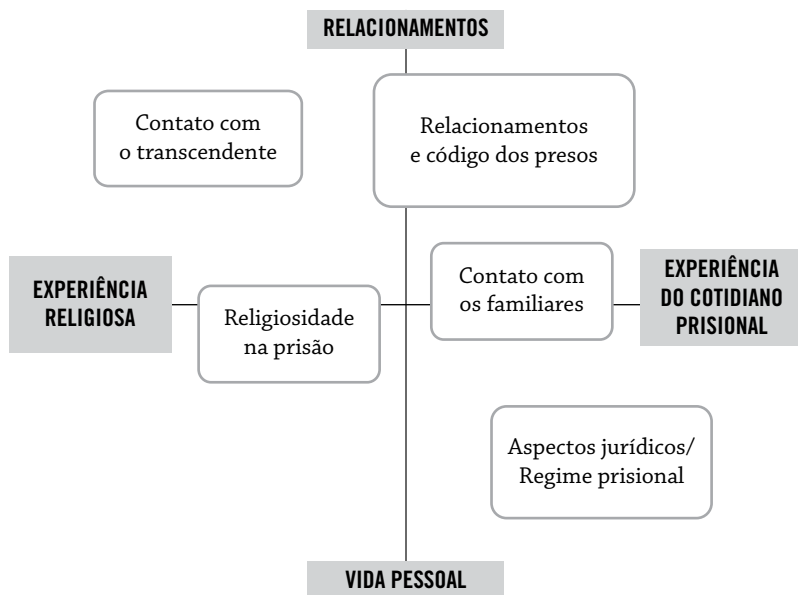 RELACIONAMENTOS
Contato com
o transcendente
Relacionamentos
e código dos presos
EXPERIÊNCIA
RELIGIOSA
Religiosidade
na prisão
Contato com
os familiares
EXPERIÊNCIA
DO COTIDIANO
PRISIONAL
Aspectos jurídicos/
Regime prisional
VIDA PESSOAL